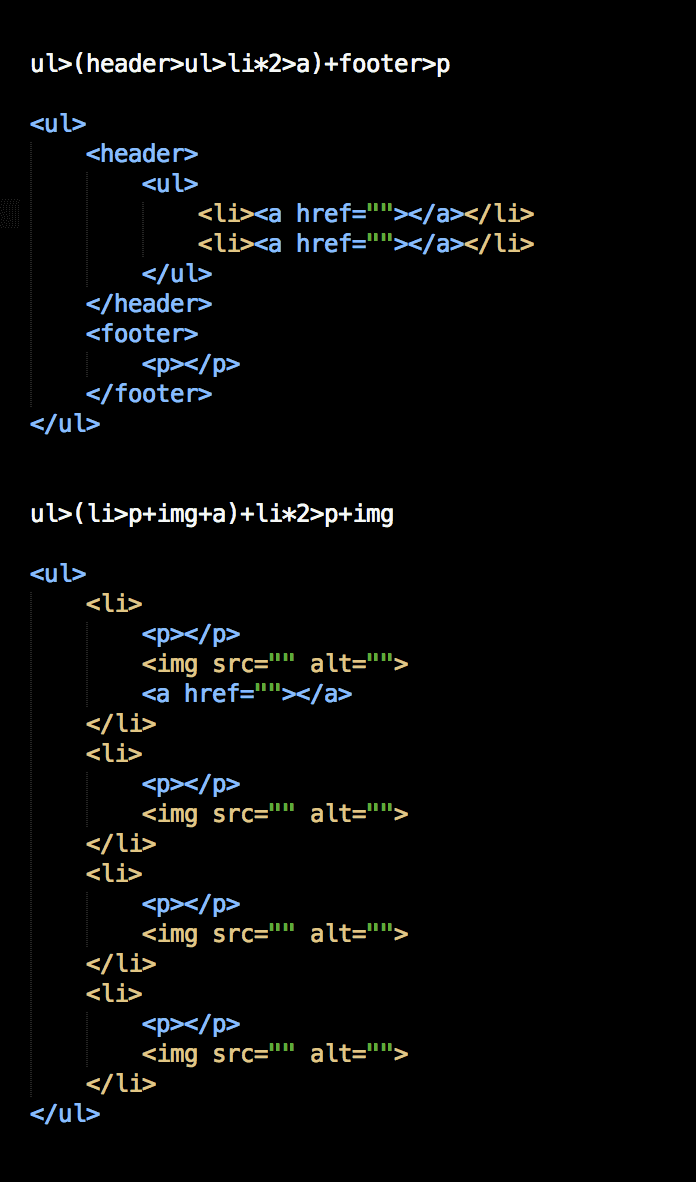 ul>(header>ul>li*2>a)+footer>p
<ul>
<header>
<ul>
<li><a href=""></a></li>
<li><a href=""></a></li>
</ul>
</header>
<footer>
<p></p>
</footer>
</ul>
ul>(li>p+img+a)+li*2>p+img
<ul>
<li>
<p></p>
<img src="" alt="">
<a href=""></a>
</li>
<li>
<p></p>
<img src="" alt="">
</li>
<li>
<p></p>
<img src="" alt="">
</li>
<li>
<p></p>
<img src="" alt="">
</li>
</ul>